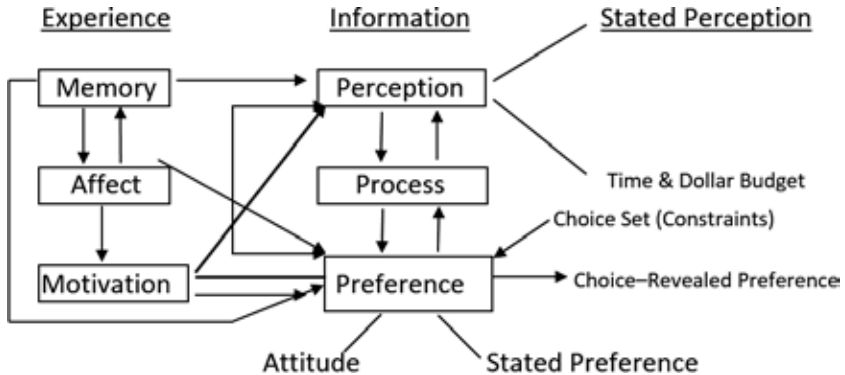 Experience
Information
Stated Perception
Memory
Perception
Affect
Process
Time & Dollar Budget
Choice Set (Constraints)
Motivation
Preference
Choice–Revealed Preference
Attitude
Stated Preference